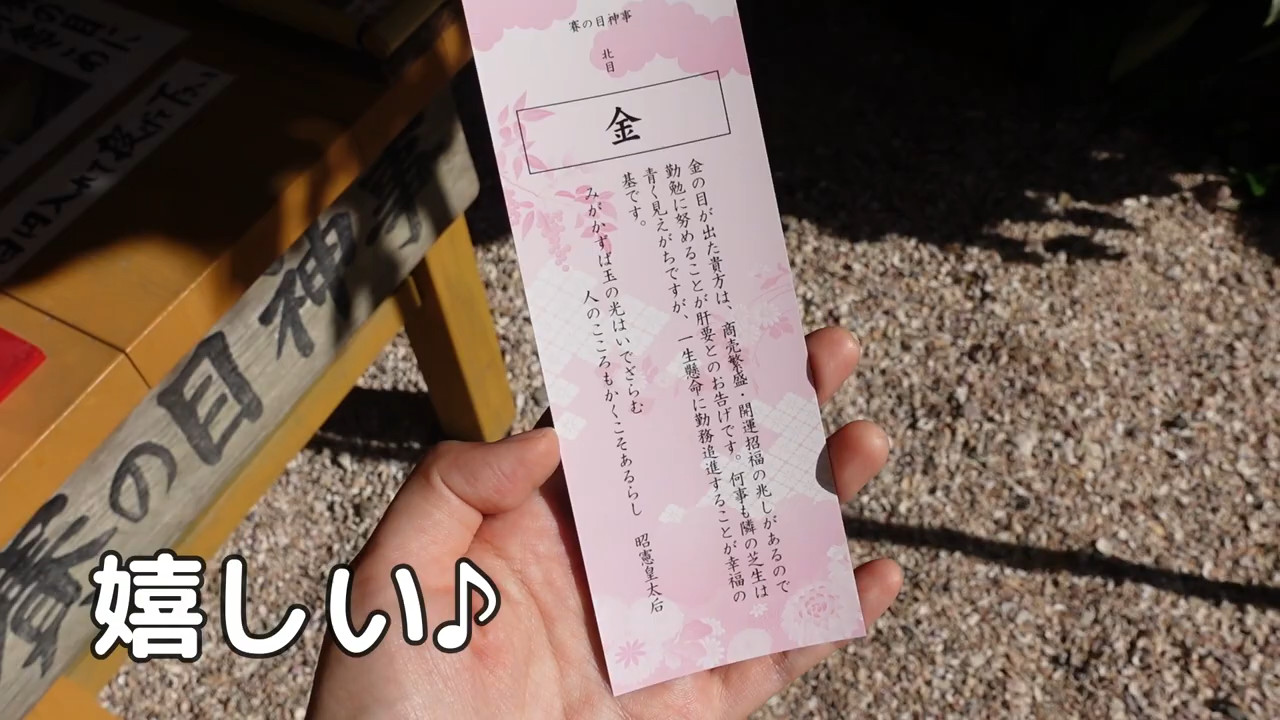 賽の目神事
北目
金
金の目が出た貴方は、商売繁盛・開運招福の兆しがあるので
勤勉に努めることが肝要とのお告げです。何事も隣の芝生は
青く見えがちですが、一生懸命に勤務追進することが幸福の
基です。
みがかずば玉の光はいでざらむ
人のこころもかくこそあるらし
昭憲皇太后
賽の目神事
嬉しい♪